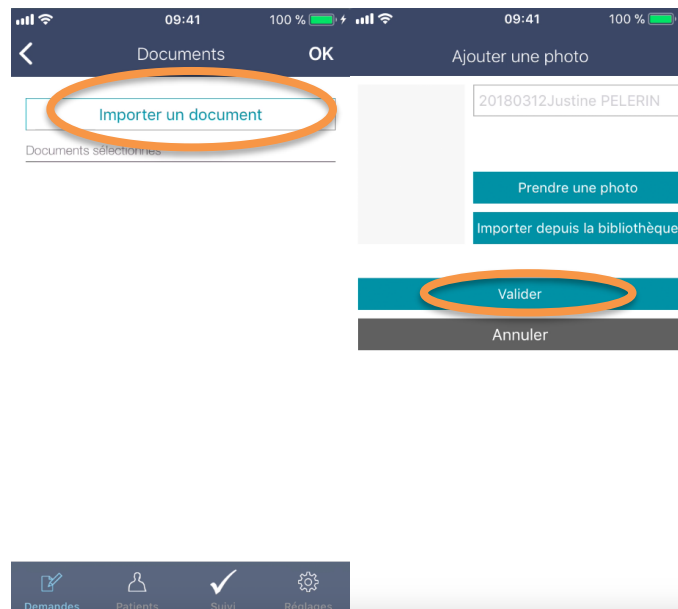 09:41
100 %
Documents
OK
Importer un document
Documents sélectionnés
Demandes
Patients
Suivi
Réglages
09:41
100 %
Ajouter une photo
20180312Justine PELERIN
Prendre une photo
Importer depuis la bibliothèque
Valider
Annuler